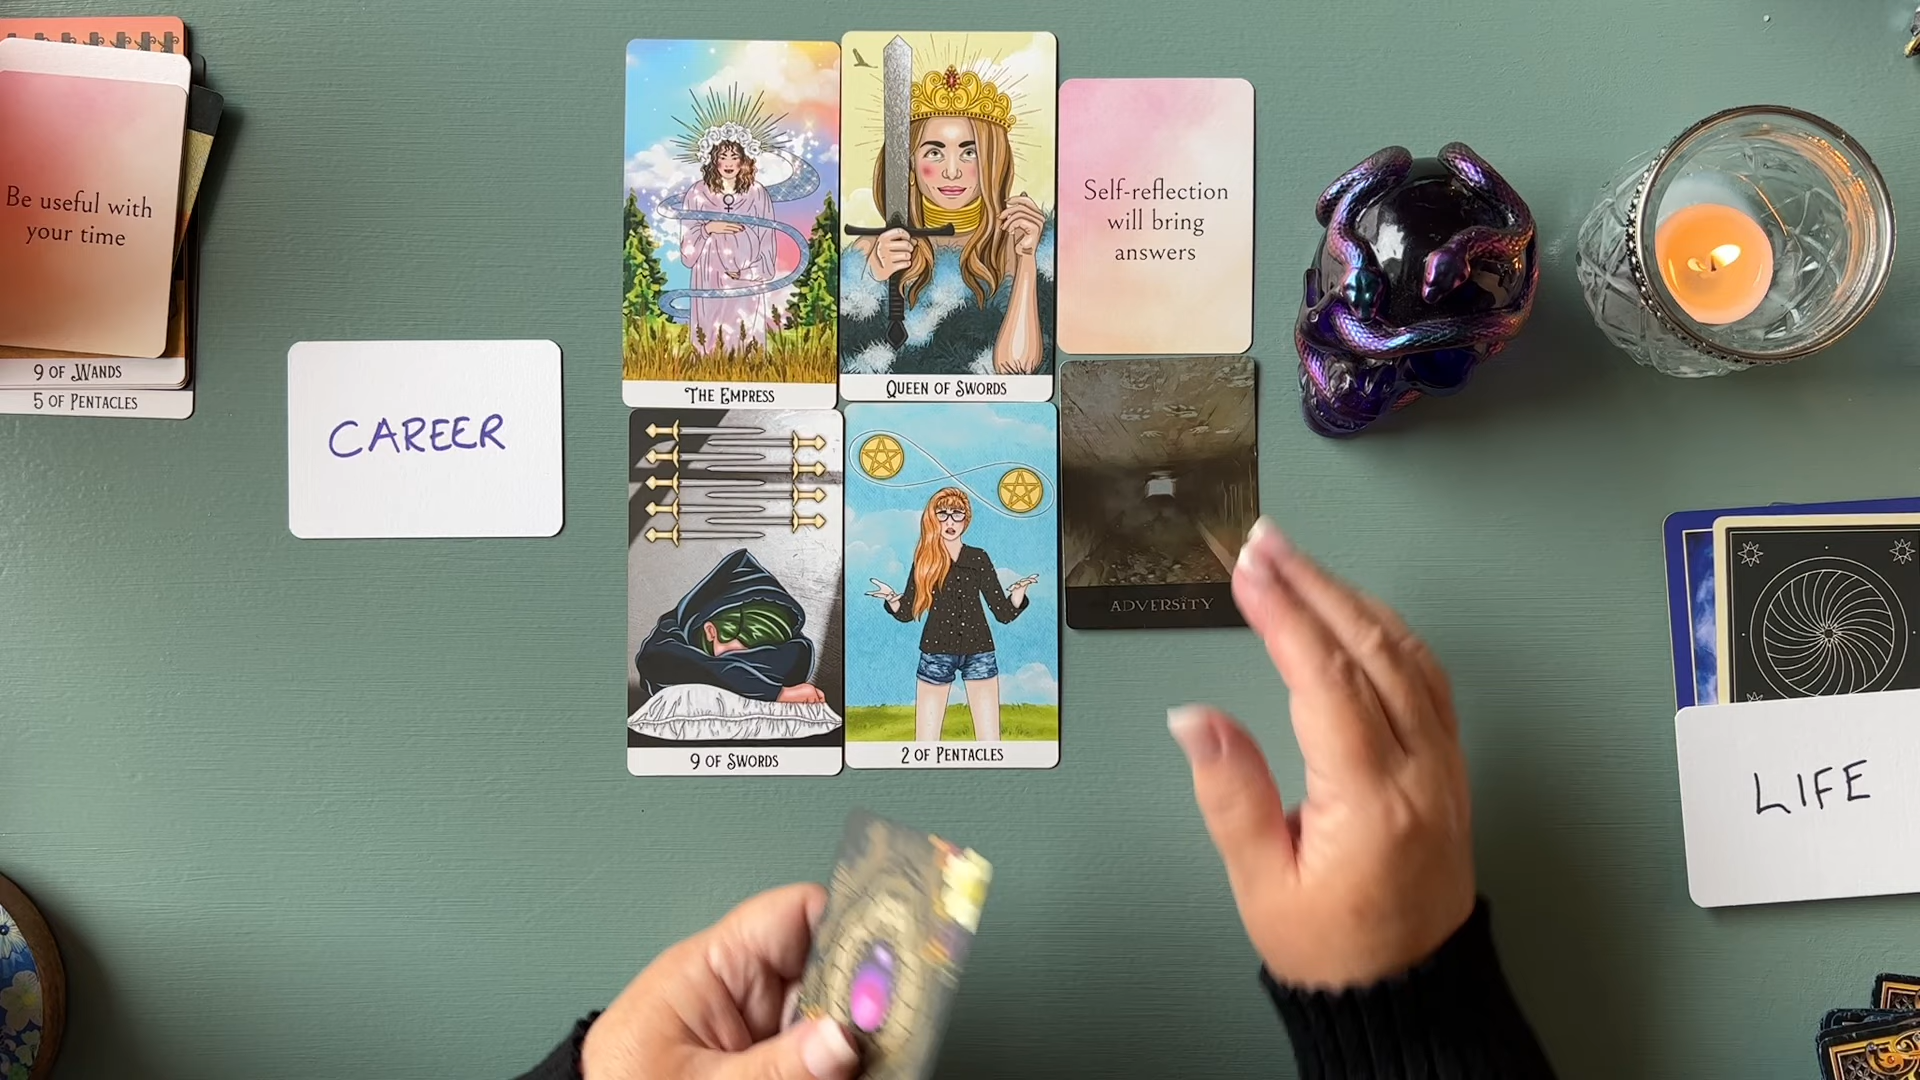 Be useful with
your time
9 OF WANDS
5 OF PENTACLES
CAREER
THE EMPRESS
QUEEN OF SWORDS
Self-reflection
will bring
answers
9 OF SWORDS
2 OF PENTACLES
ADVERSITY
LIFE